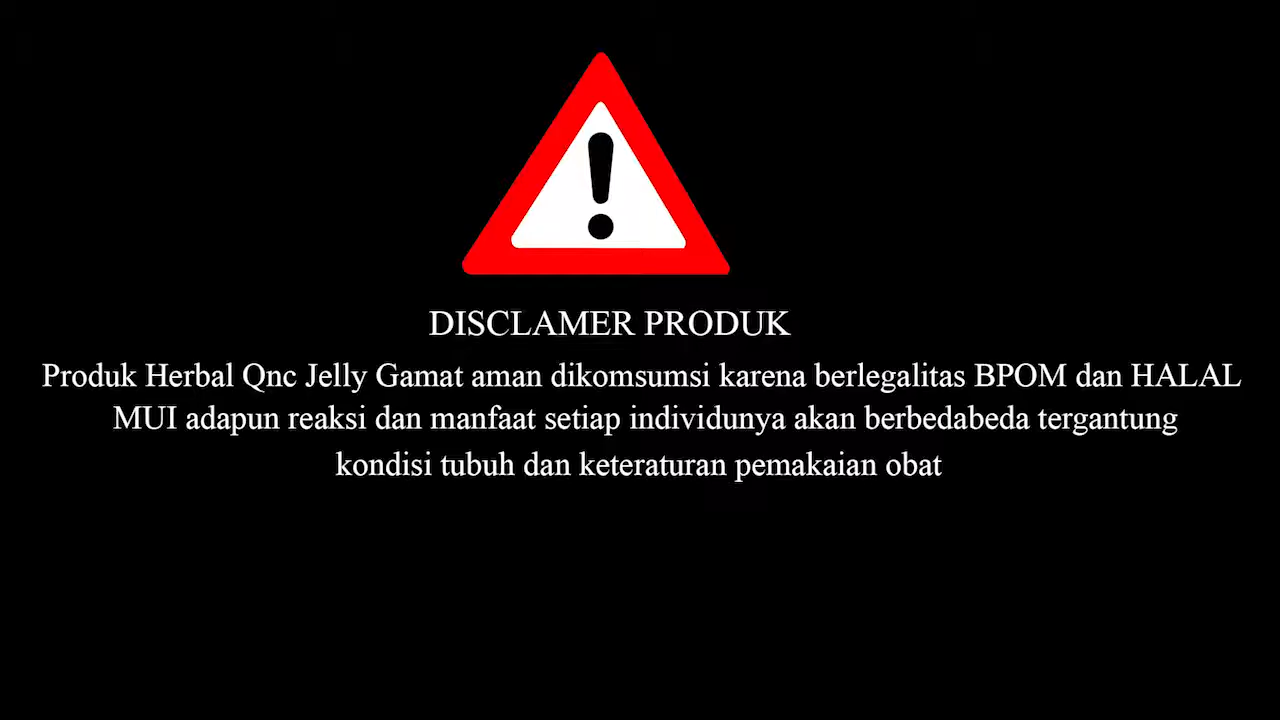 DISCLAMER PRODUK
Produk Herbal Qnc Jelly Gamat aman dikomsumsi karena berlegalitas BPOM dan HALAL
MUI adapun reaksi dan manfaat setiap individunya akan berbedabeda tergantung
kondisi tubuh dan keteraturan pemakaian obat